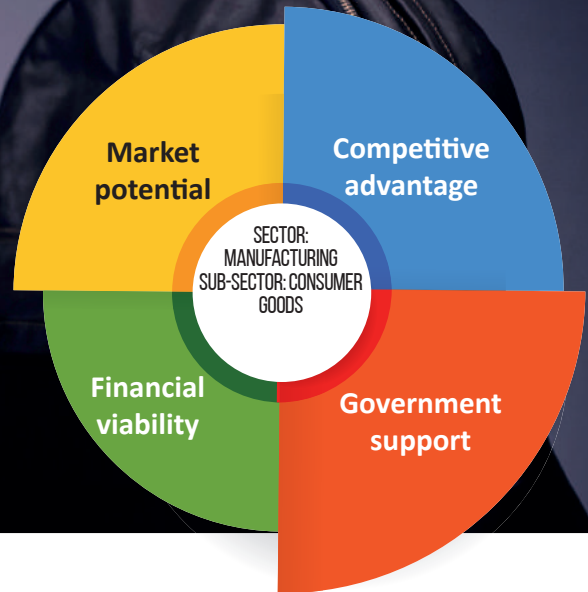 Market
potential
Competitive
advantage
SECTOR:
MANUFACTURING
SUB-SECTOR: CONSUMER
GOODS
Financial
viability
Government
support